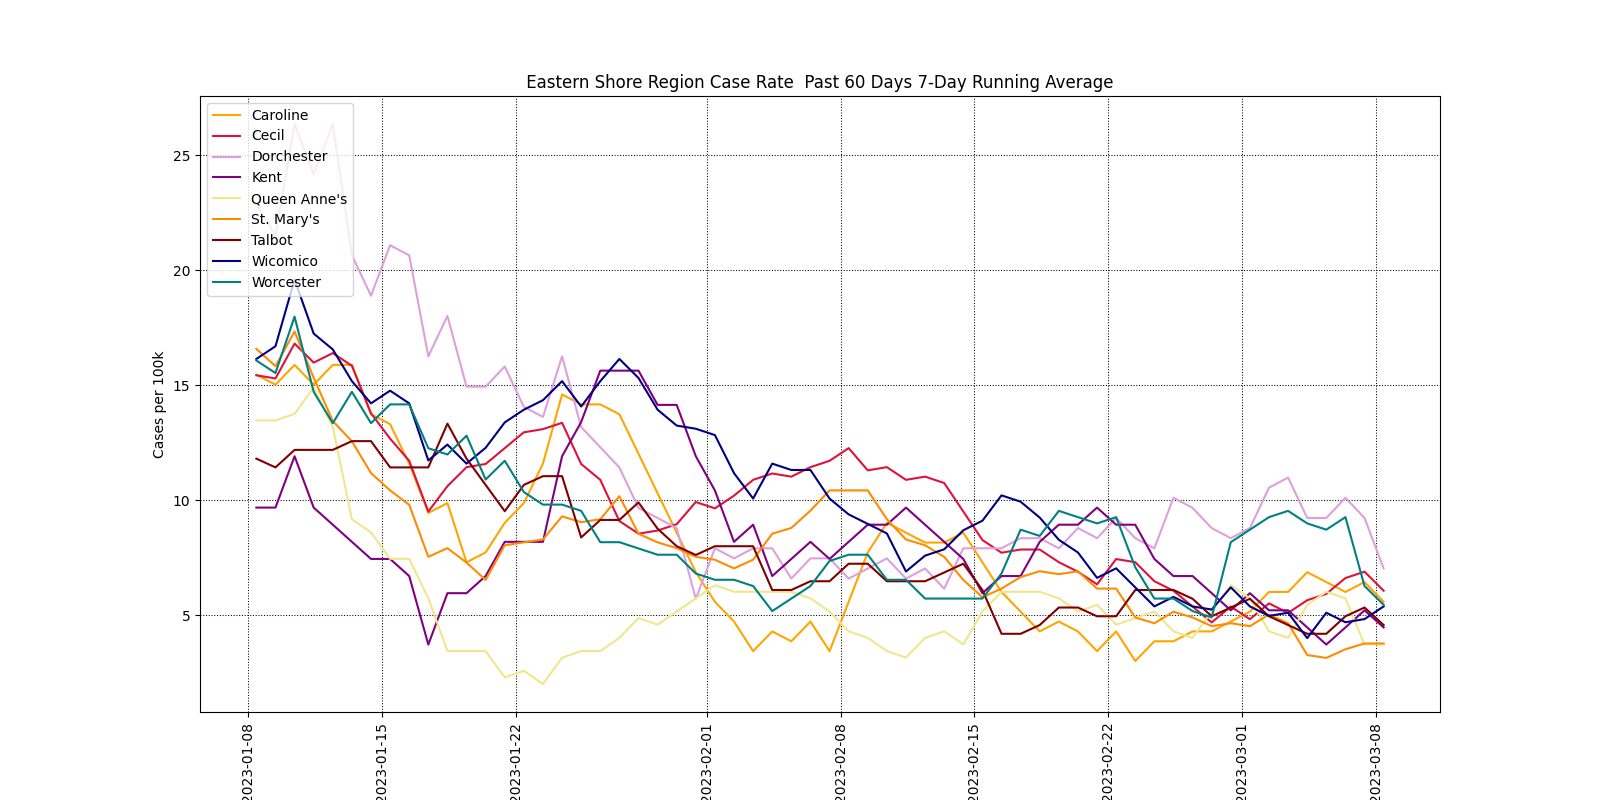 Eastern Shore Region Case Rate  Past 60 Days 7-Day Running Average
Caroline
Cecil
Dorchester
Kent
Queen Anne's
St. Mary's
Talbot
Wicomico
Worcester
Cases per 100k
25
20
15
10
5
2023-01-08
2023-01-15
2023-01-22
2023-02-01
2023-02-08
2023-02-15
2023-02-22
2023-03-01
2023-03-08